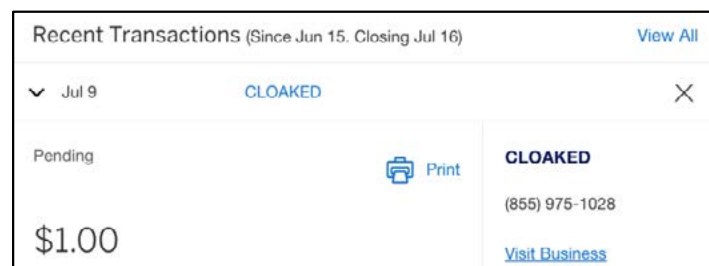 Recent Transactions (Since Jun 15. Closing Jul 16) View All
Jul 9 CLOAKED
Pending
Print
$1.00
CLOAKED
(855) 975-1028
Visit Business